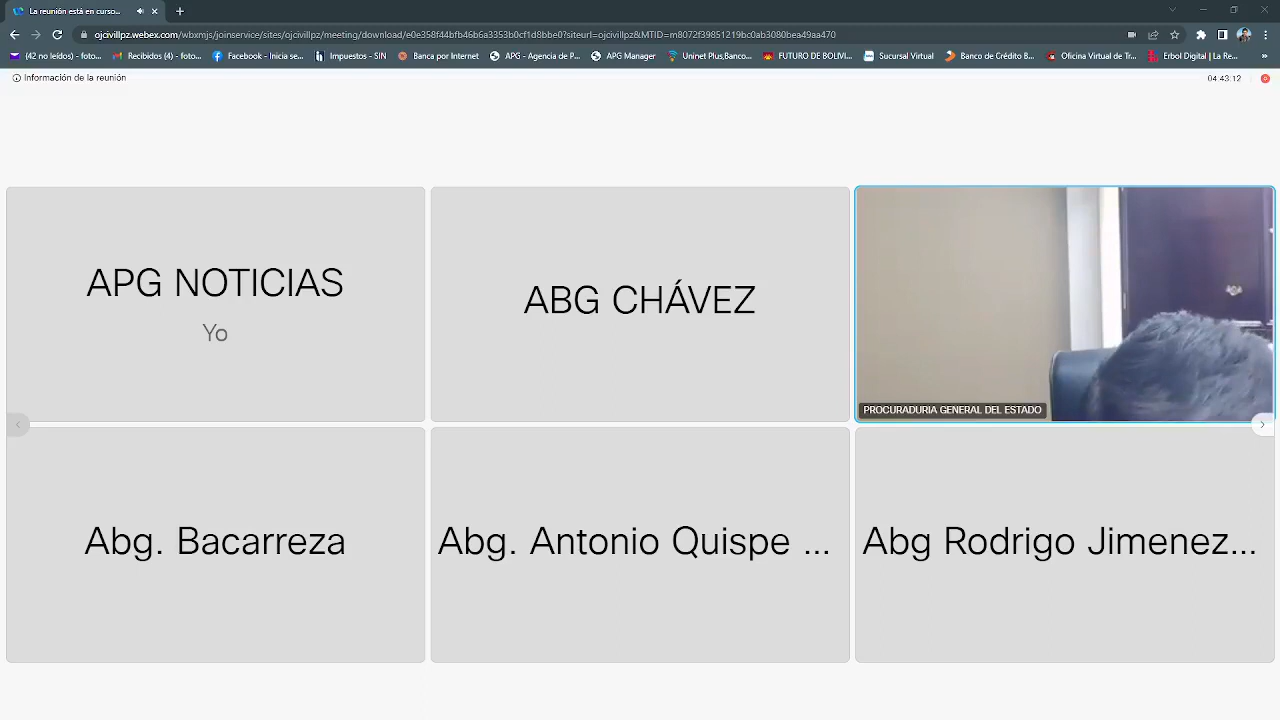 La reunión está en curso...
ojcivillpz.webex.com/wbxmjs/joinservice/sites/ojcivillpz/meeting/download/e0e358f44bfb46b6a3353b0cf1d9bbe0?siteurl=ojcivillpz&MTID=m8072f39851219bc0ab3080bea49aa470
(42 no leídos) - foto...
Recibidos (4) - foto...
Facebook - Inicia se...
Impuestos - SIN
Banca por Internet
APG - Agencia de P...
APG Manager
Uninet Plus,Banco...
FUTURO DE BOLIVI...
Sucursal Virtual
Banco de Crédito B...
Oficina Virtual de Tr...
Erbol Digital | La Re...
»
Información de la reunión
04:43:12
APG NOTICIAS
Yo
ABG CHÁVEZ
PROCURADURIA GENERAL DEL ESTADO
Abg. Bacarreza
Abg. Antonio Quispe ...
Abg Rodrigo Jimenez...